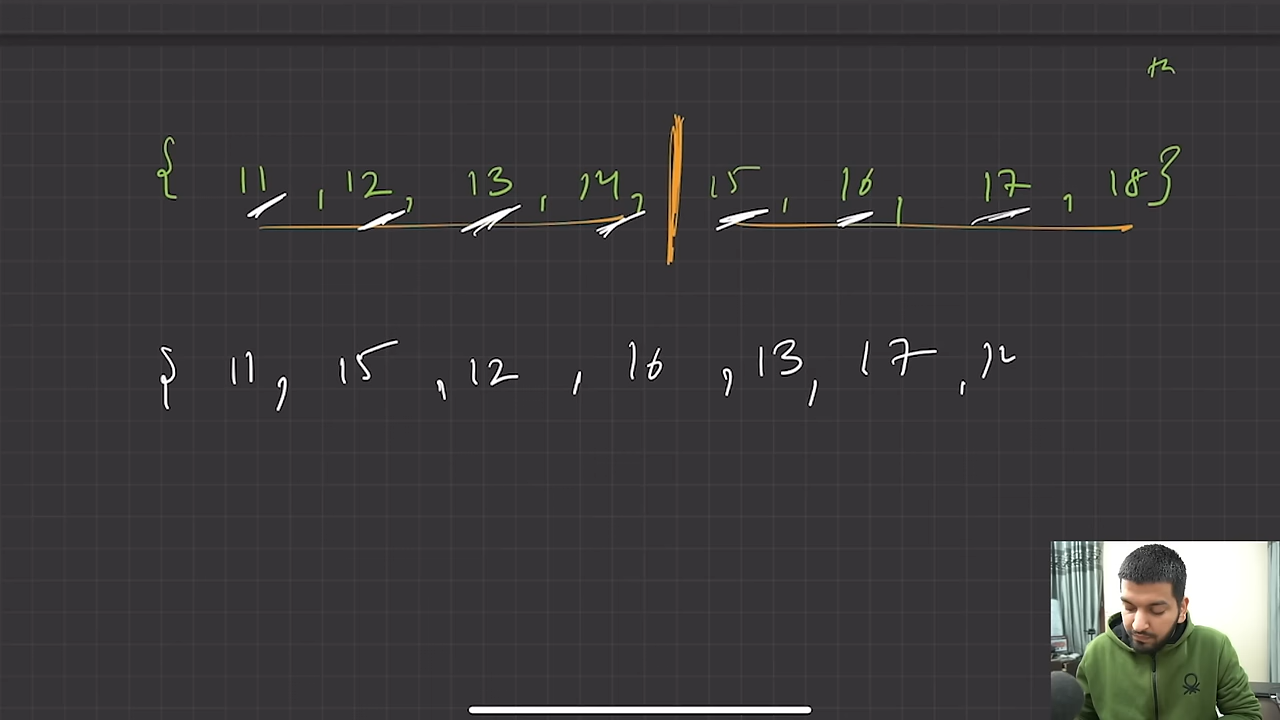 { 11 , 12 , 13 , 14 , 15 , 16 , 17 , 18 }
{ 11 , 15 , 12 , 16 , 13 , 17 ,